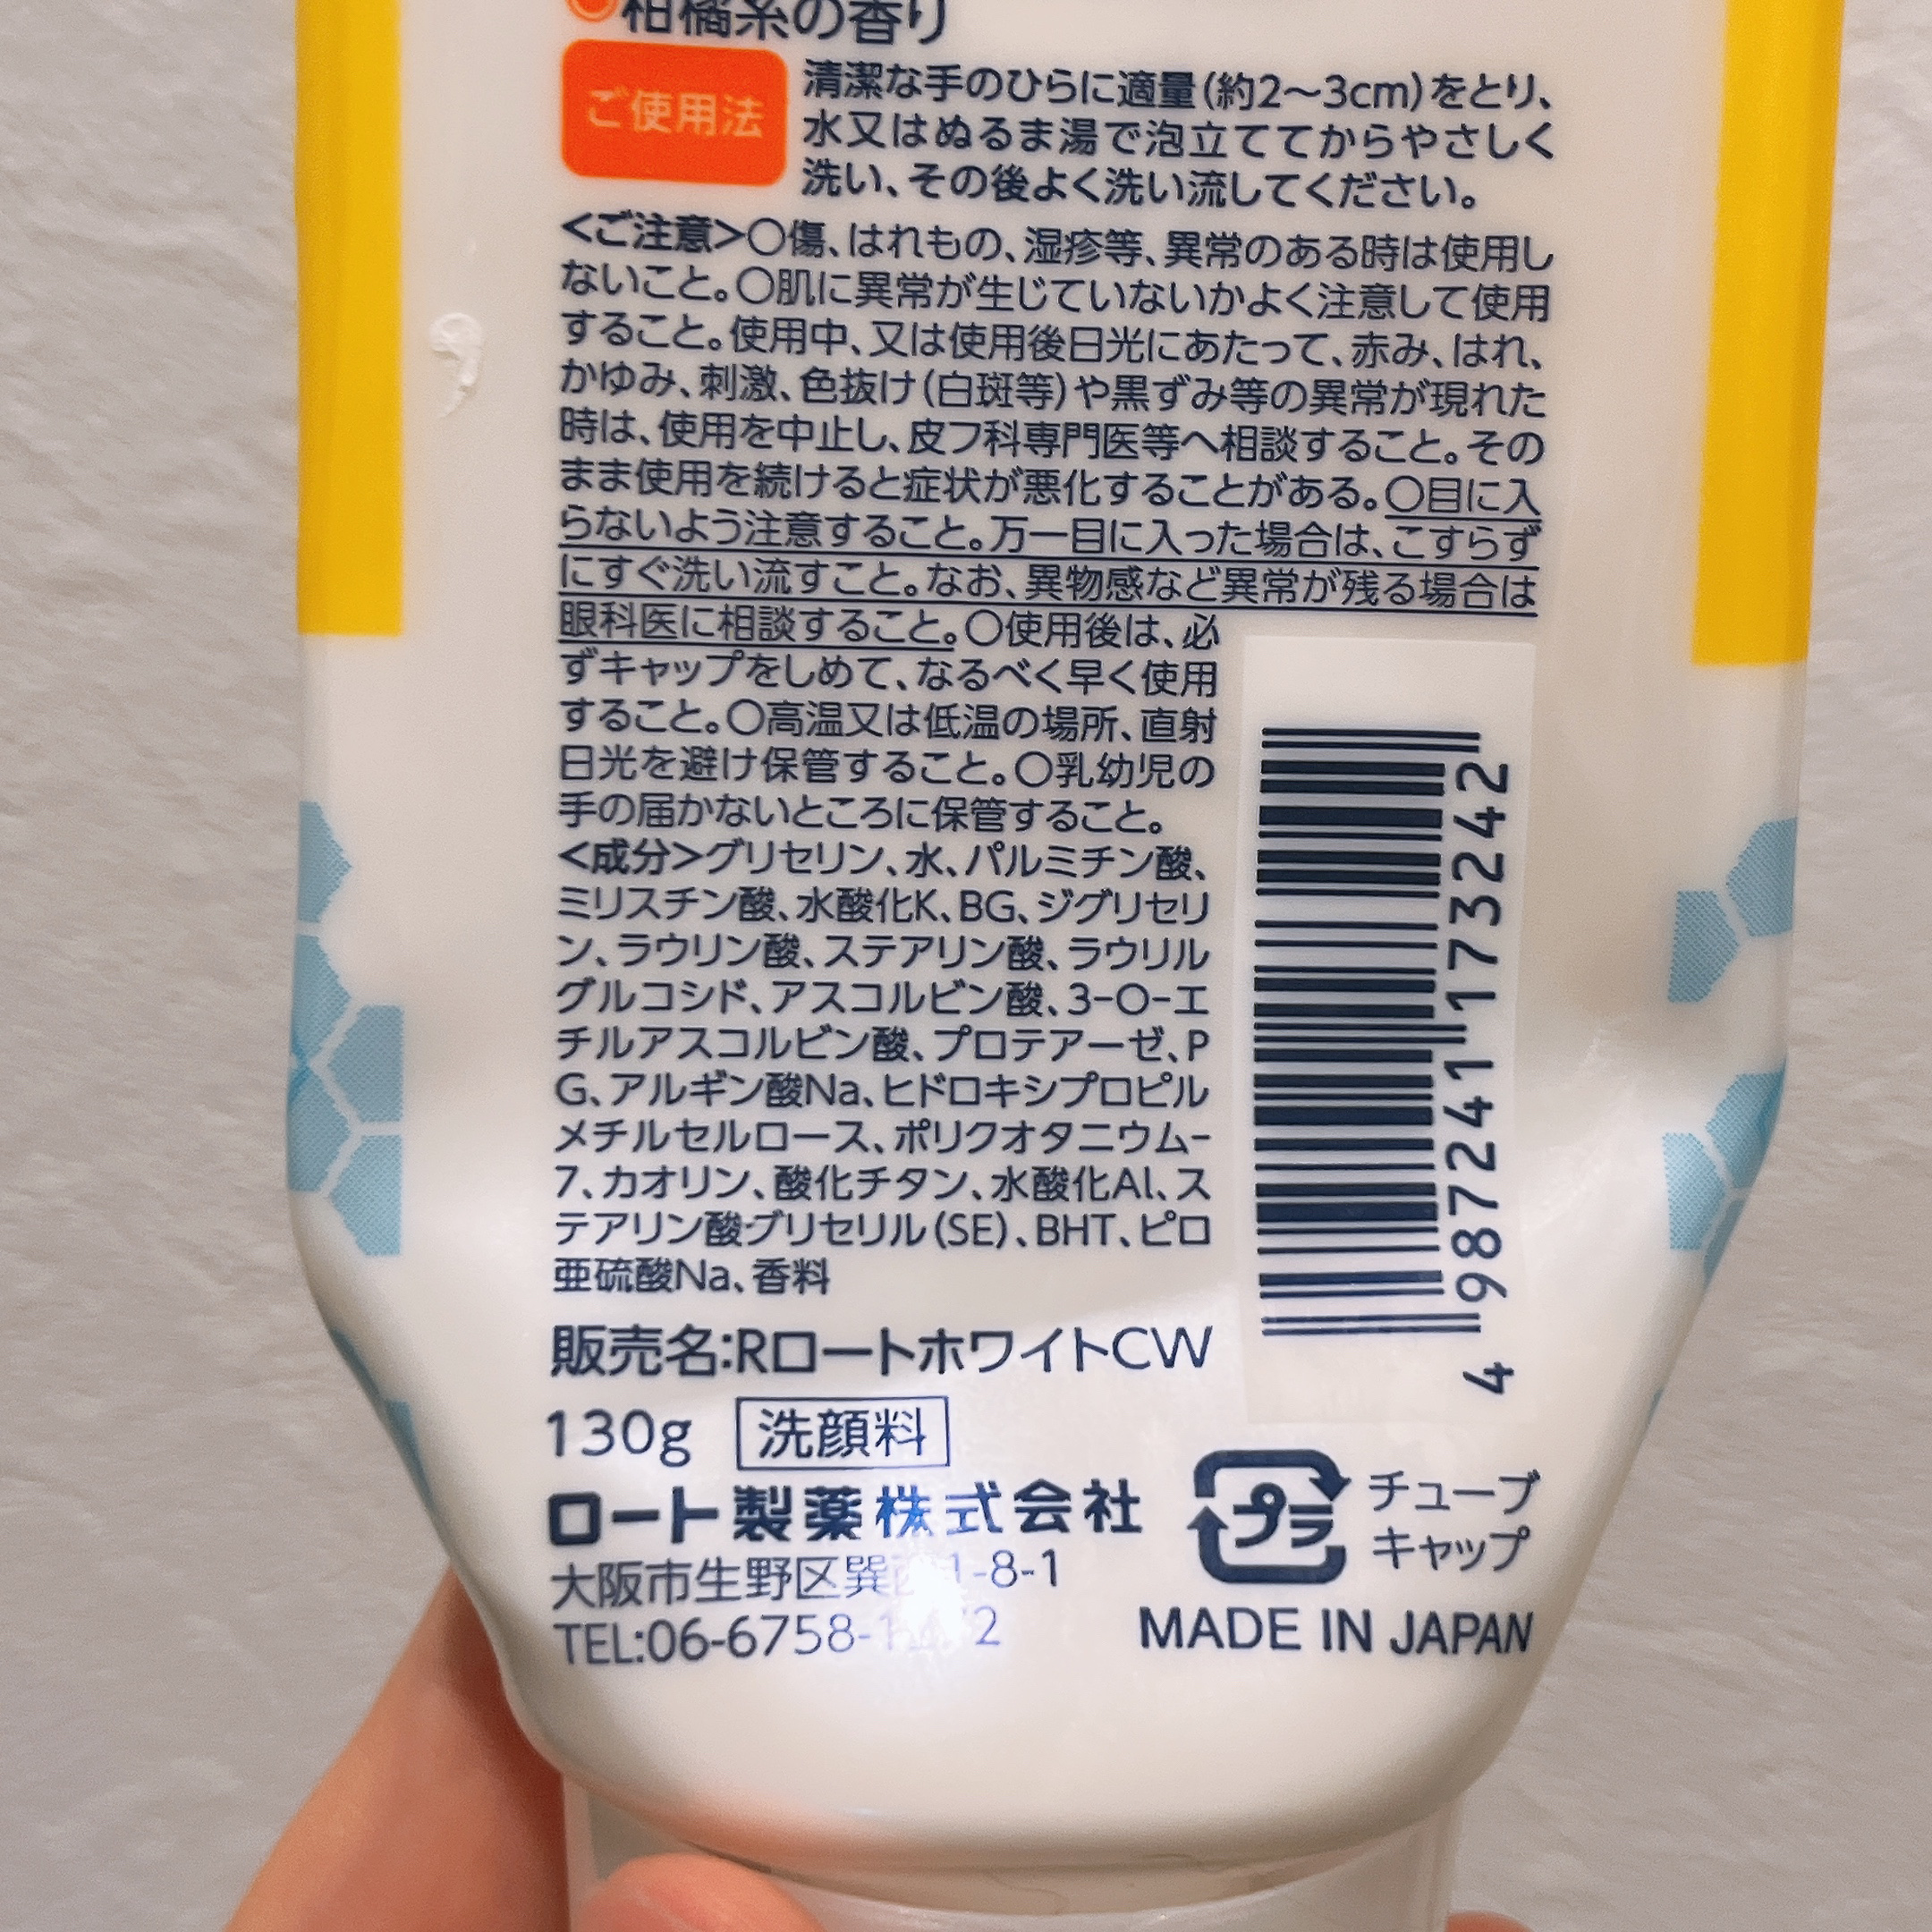 柑橘系の香り
ご使用法
清潔な手のひらに適量(約2〜3cm)をとり、
水又はぬるま湯で泡立ててからやさしく
洗い、その後よく洗い流してください。
<ご注意>○傷、はれもの、湿疹等、異常のある時は使用し
ないこと。○肌に異常が生じていないかよく注意して使用
すること。使用中、又は使用後日光にあたって、赤み、はれ、
かゆみ、刺激、色抜け(白斑等)や黒ずみ等の異常が現れた
時は、使用を中止し、皮フ科専門医等へ相談すること。その
まま使用を続けると症状が悪化することがある。○目に入
らないよう注意すること。万一目に入った場合は、こすらず
にすぐ洗い流すこと。なお、異物感など異常が残る場合は
眼科医に相談すること。○使用後は、必
ずキャップをしめて、なるべく早く使用
すること。○高温又は低温の場所、直射
日光を避け保管すること。○乳幼児の
手の届かないところに保管すること。
<成分>グリセリン、水、パルミチン酸、
ミリスチン酸、水酸化K、BG、ジグリセリ
ン、ラウリン酸、ステアリン酸、ラウリル
グルコシド、アスコルビン酸、3-O-エ
チルアスコルビン酸、プロテアーゼ、P
G、アルギン酸Na、ヒドロキシプロピル
メチルセルロース、ポリクオタニウム-
7、カオリン、酸化チタン、水酸化Al、ス
テアリン酸グリセリル(SE)、BHT、ピロ
亜硫酸Na、香料
4 987241 173242
販売名:RロートホワイトCW
130g 洗顔料
ロート製薬株式会社
大阪市生野区巽 1-8-1
TEL:06-6758-
プラ
チューブ
キャップ
MADE IN JAPAN